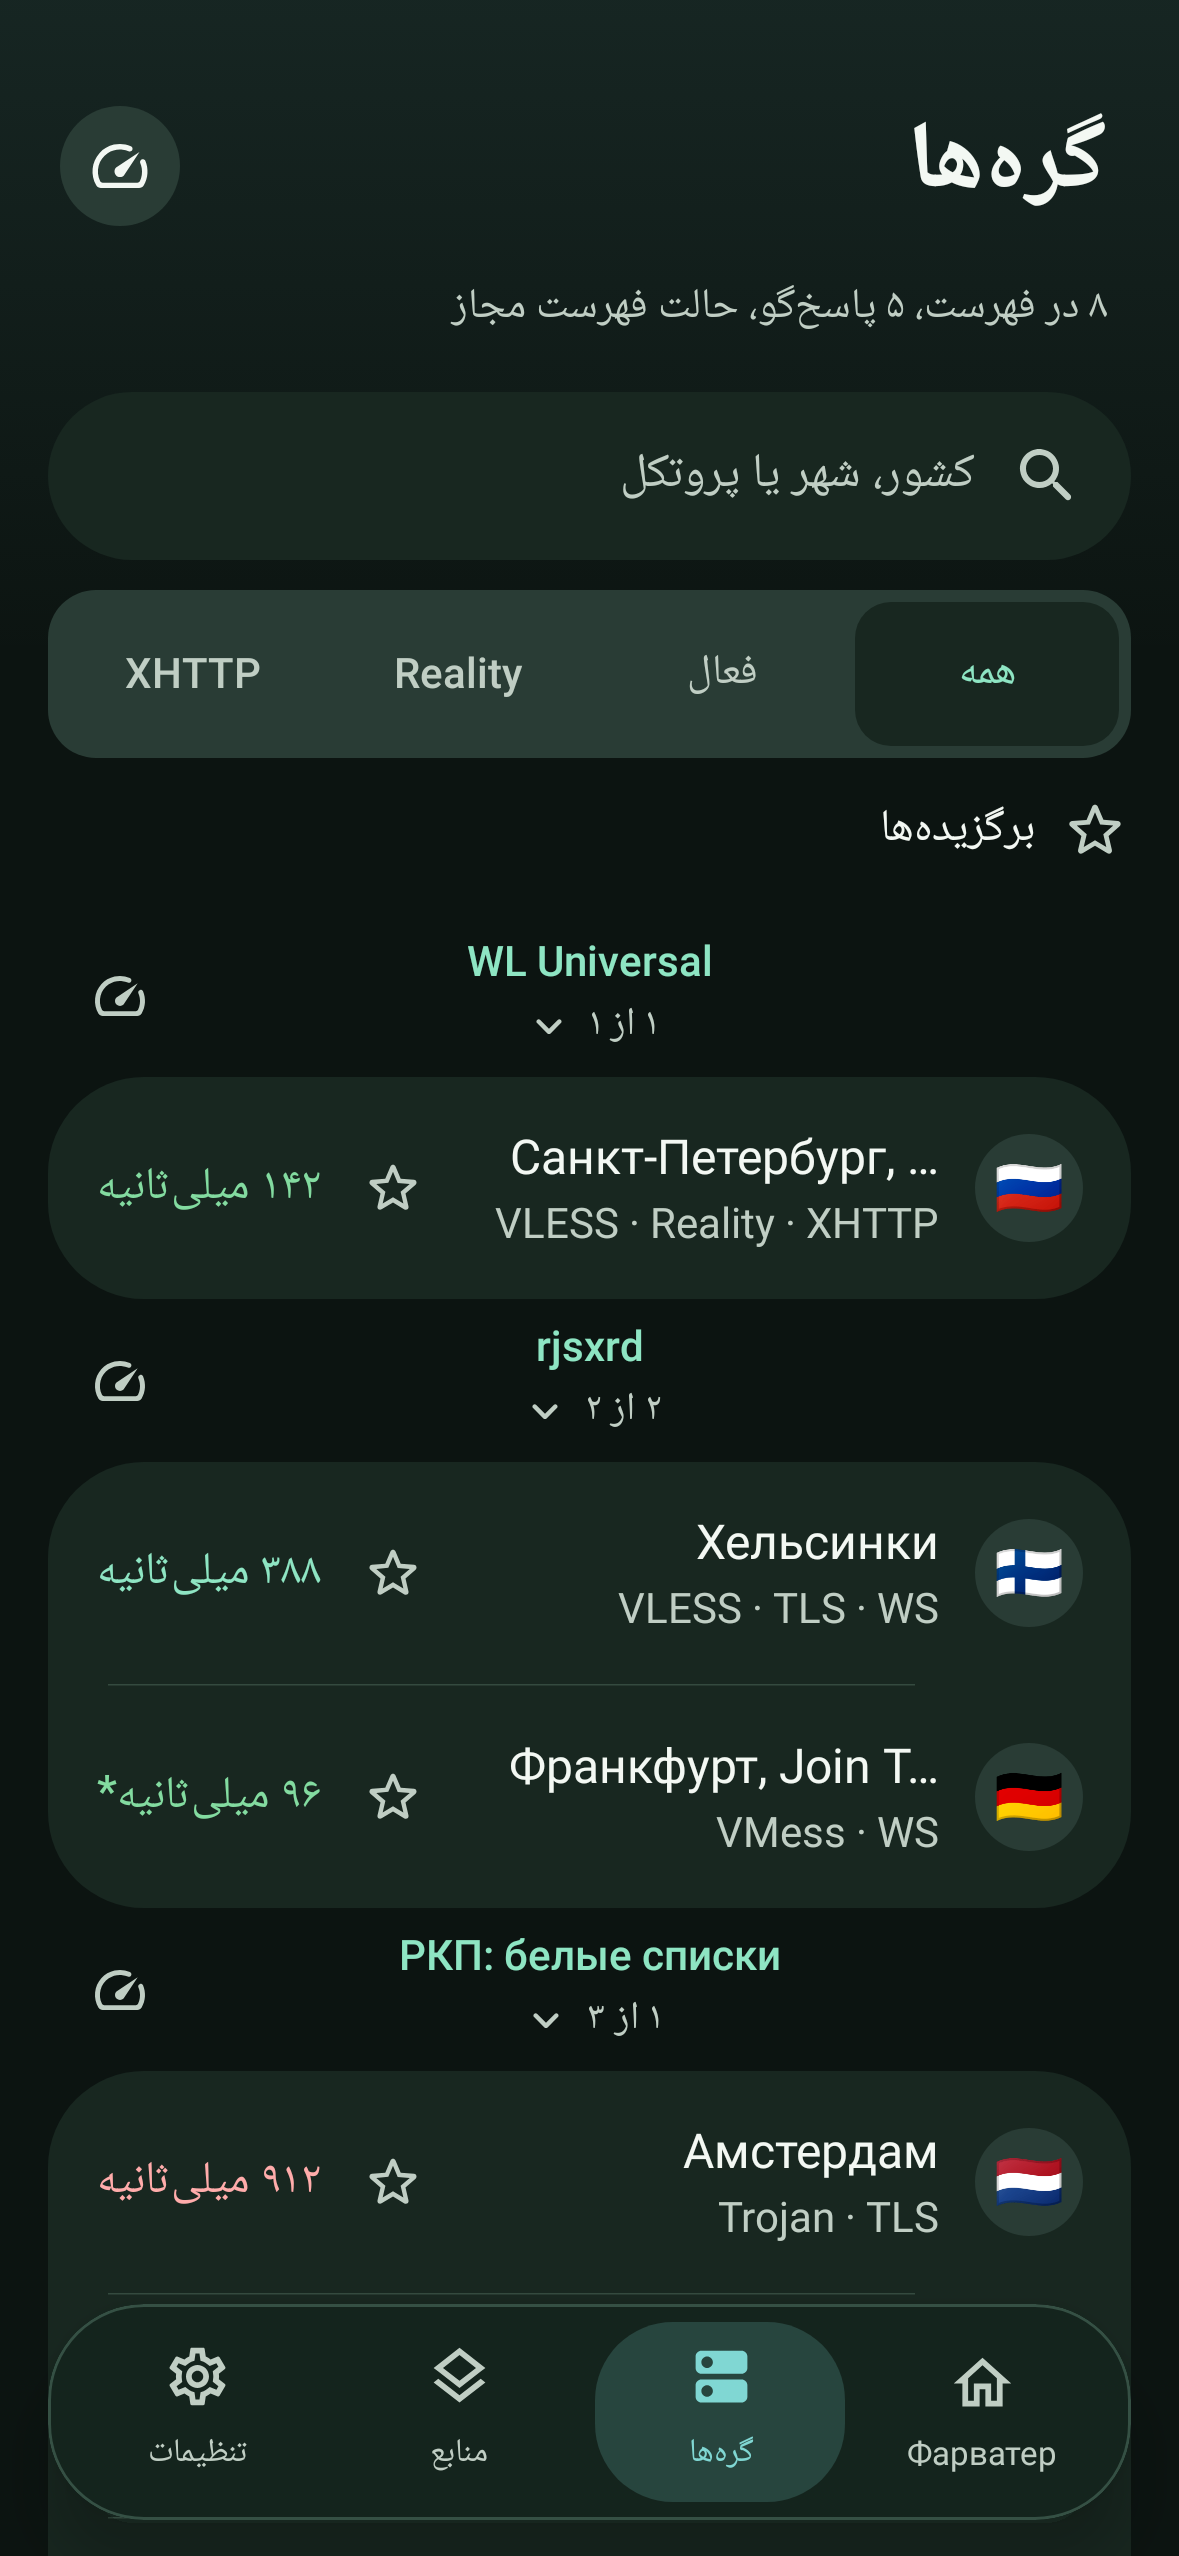 گره‌ها
۸ در فهرست، ۵ پاسخ‌گو، حالت فهرست مجاز
کشور، شهر یا پروتکل
همه
فعال
Reality
XHTTP
برگزیده‌ها
WL Universal
۱ از ۱
Санкт-Петербург, …
VLESS · Reality · XHTTP
۱۴۲ میلی‌ثانیه
rjsxrd
۲ از ۲
Хельсинки
VLESS · TLS · WS
۳۸۸ میلی‌ثانیه
Франкфурт, Join T…
VMess · WS
۹۶ میلی‌ثانیه*
РКП: белые списки
۱ از ۳
Амстердам
Trojan · TLS
۹۱۲ میلی‌ثانیه
Фарватер
گره‌ها
منابع
تنظیمات